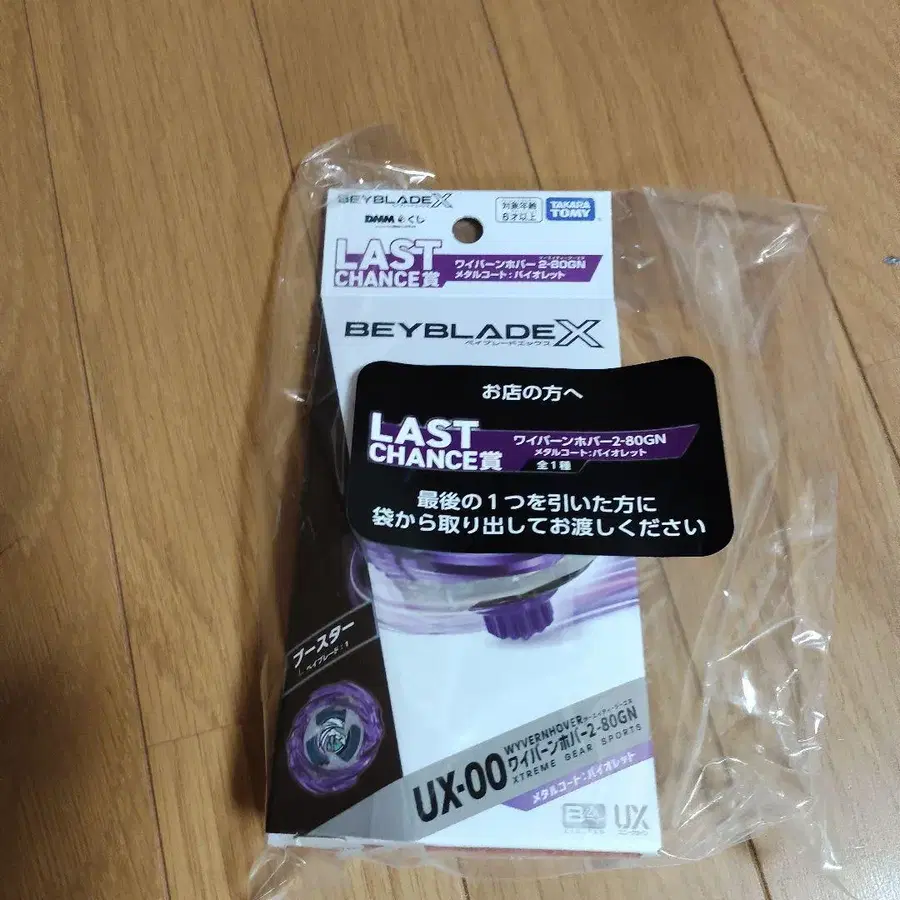 BEYBLADE X
DMM くじ
対象年齢
6才以上
TAKARA
TOMY
LAST
CHANCE賞
ワイバーンホバー2-80GN
メタルコート:バイオレット
BEYBLADE X
ベイブレードエックス
お店の方へ
LAST
CHANCE賞
ワイバーンホバー2-80GN
メタルコート:バイオレット
全1種
最後の1つを引いた方に
袋から取り出してお渡しください
ブースター
ベイブレード:1
UX-00
WYVERNHOVER
ワイバーンホバー2-80GN
XTREME GEAR SPORTS
メタルコート:バイオレット
UX